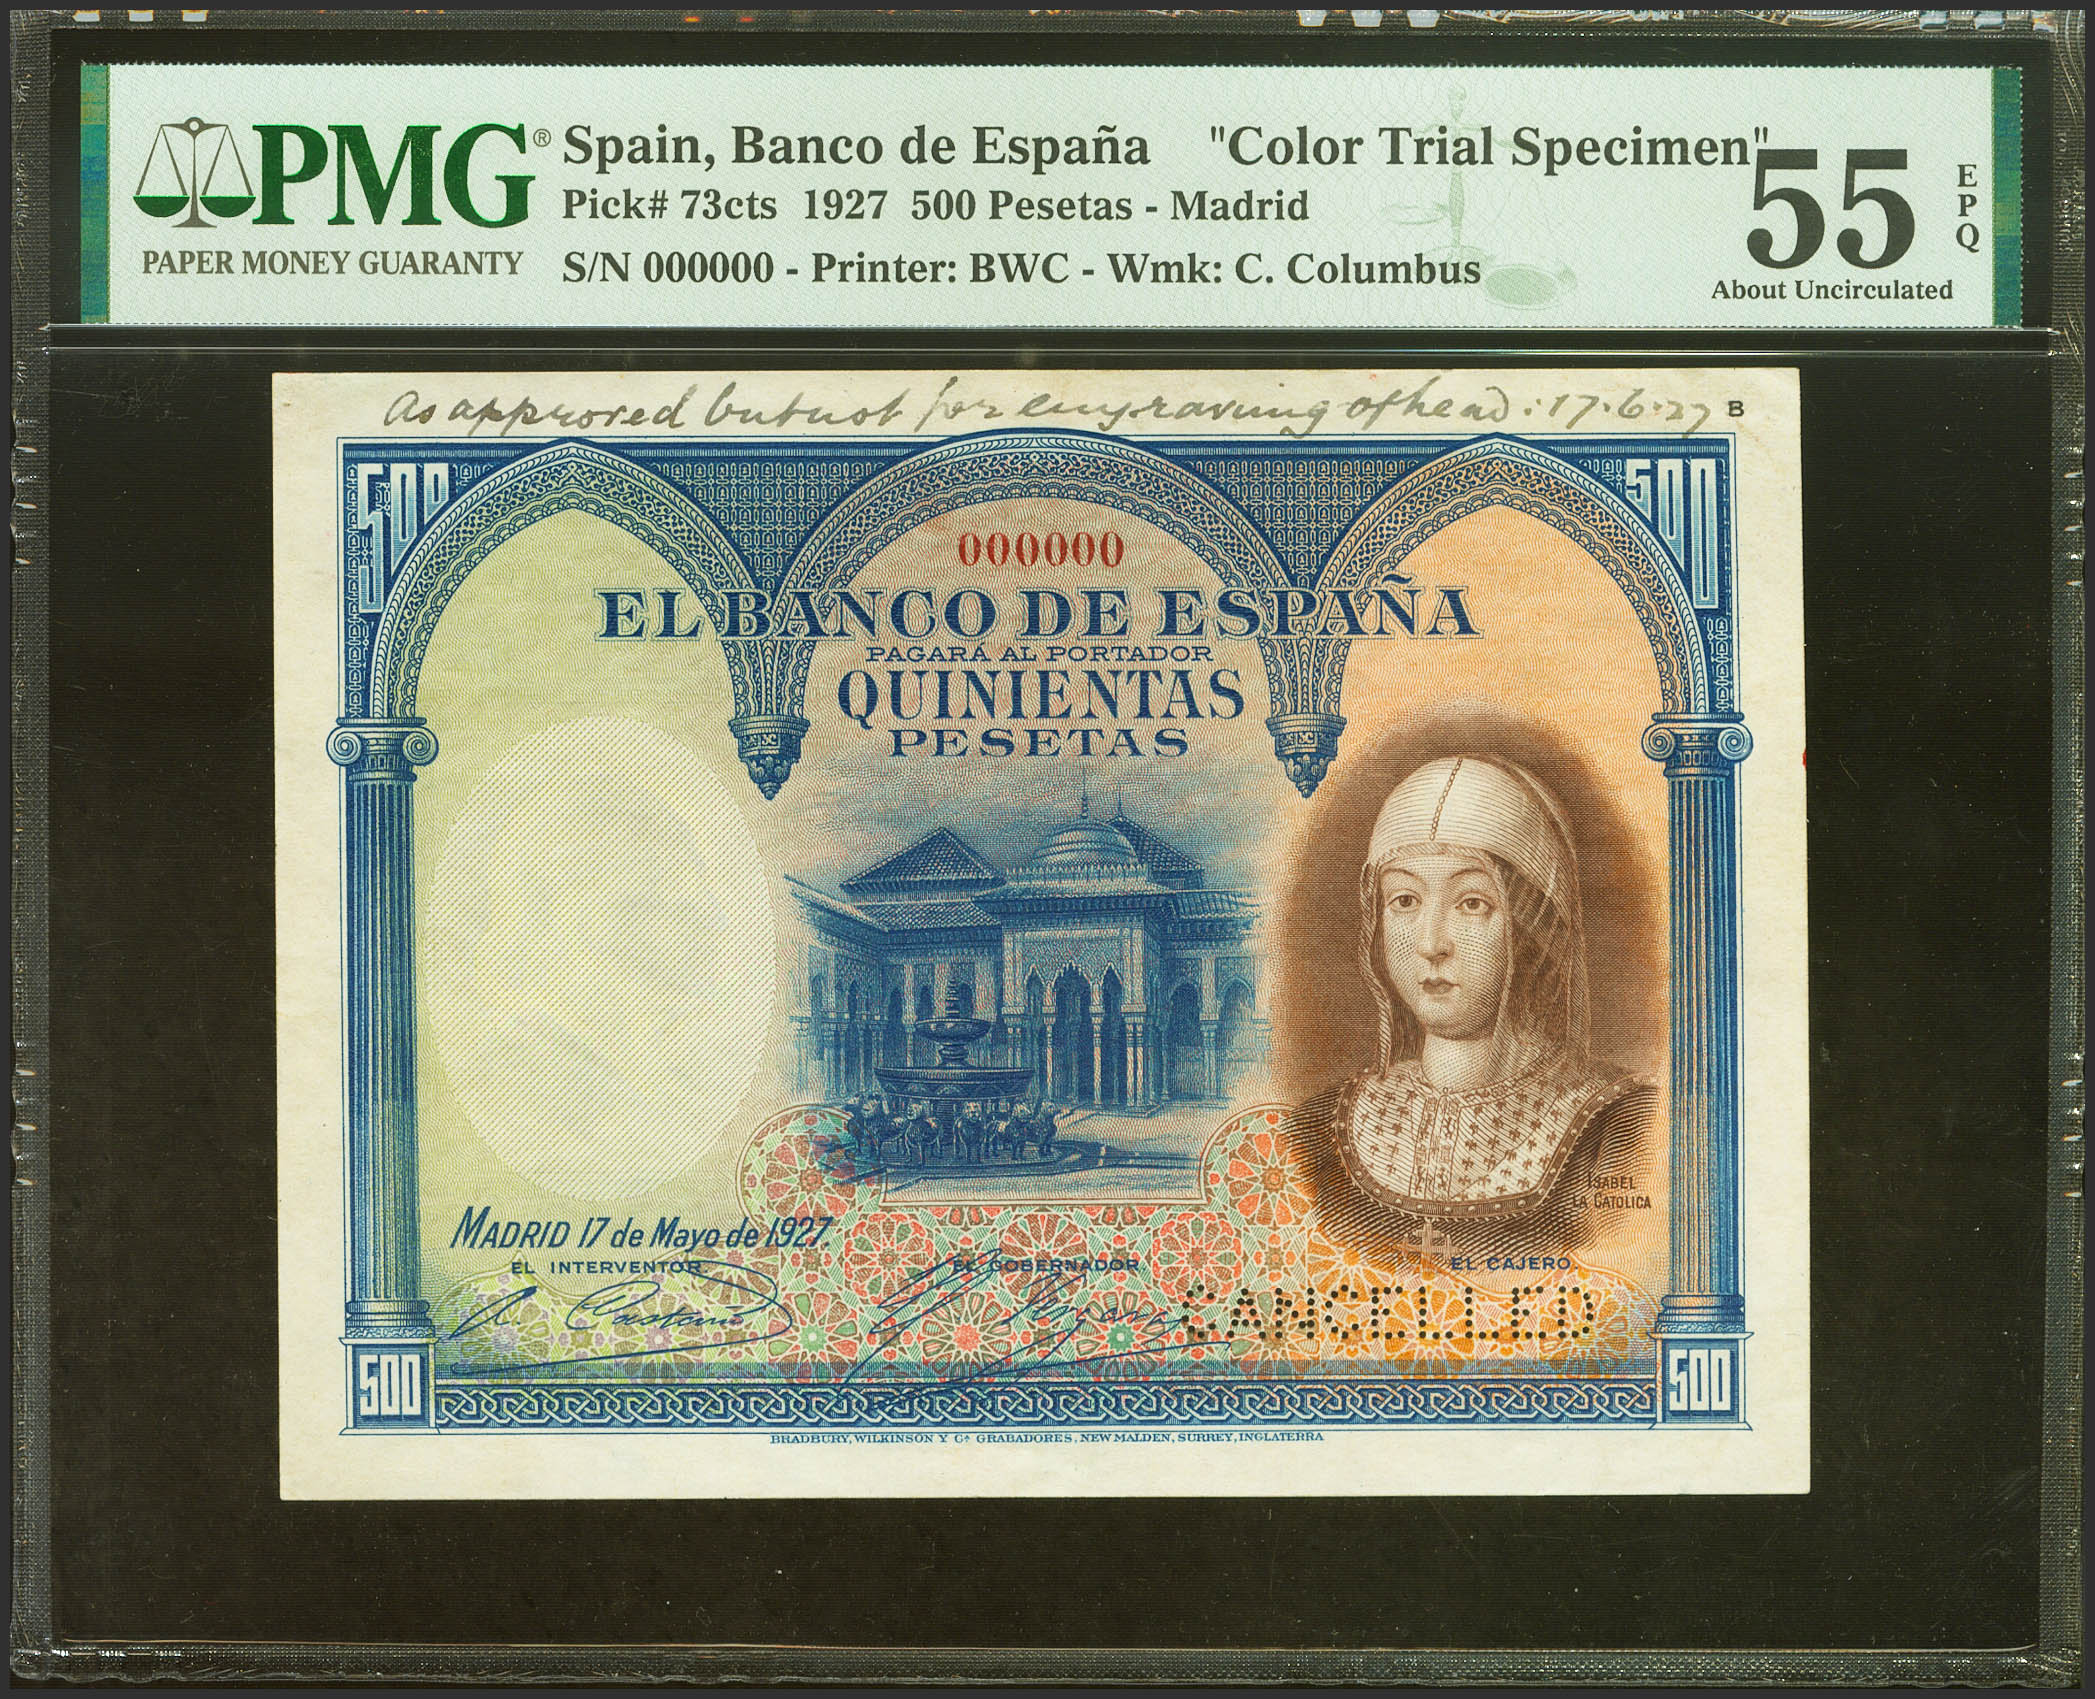 PMG®
PAPER MONEY GUARANTY
Spain, Banco de España "Color Trial Specimen"
Pick# 73cts 1927 500 Pesetas - Madrid
S/N 000000 - Printer: BWC - Wmk: C. Columbus
55
EPQ
About Uncirculated
As approved but not for engraving of head: 17.6.27 B
500 500
000000
EL BANCO DE ESPAÑA
PAGARÁ AL PORTADOR
QUINIENTAS
PESETAS
ISABEL
LA CATOLICA
MADRID 17 de Mayo de 1927.
EL INTERVENTOR. EL GOBERNADOR EL CAJERO.
CANCELLED
500 500
BRADBURY, WILKINSON Y Cª GRABADORES, NEW MALDEN, SURREY, INGLATERRA